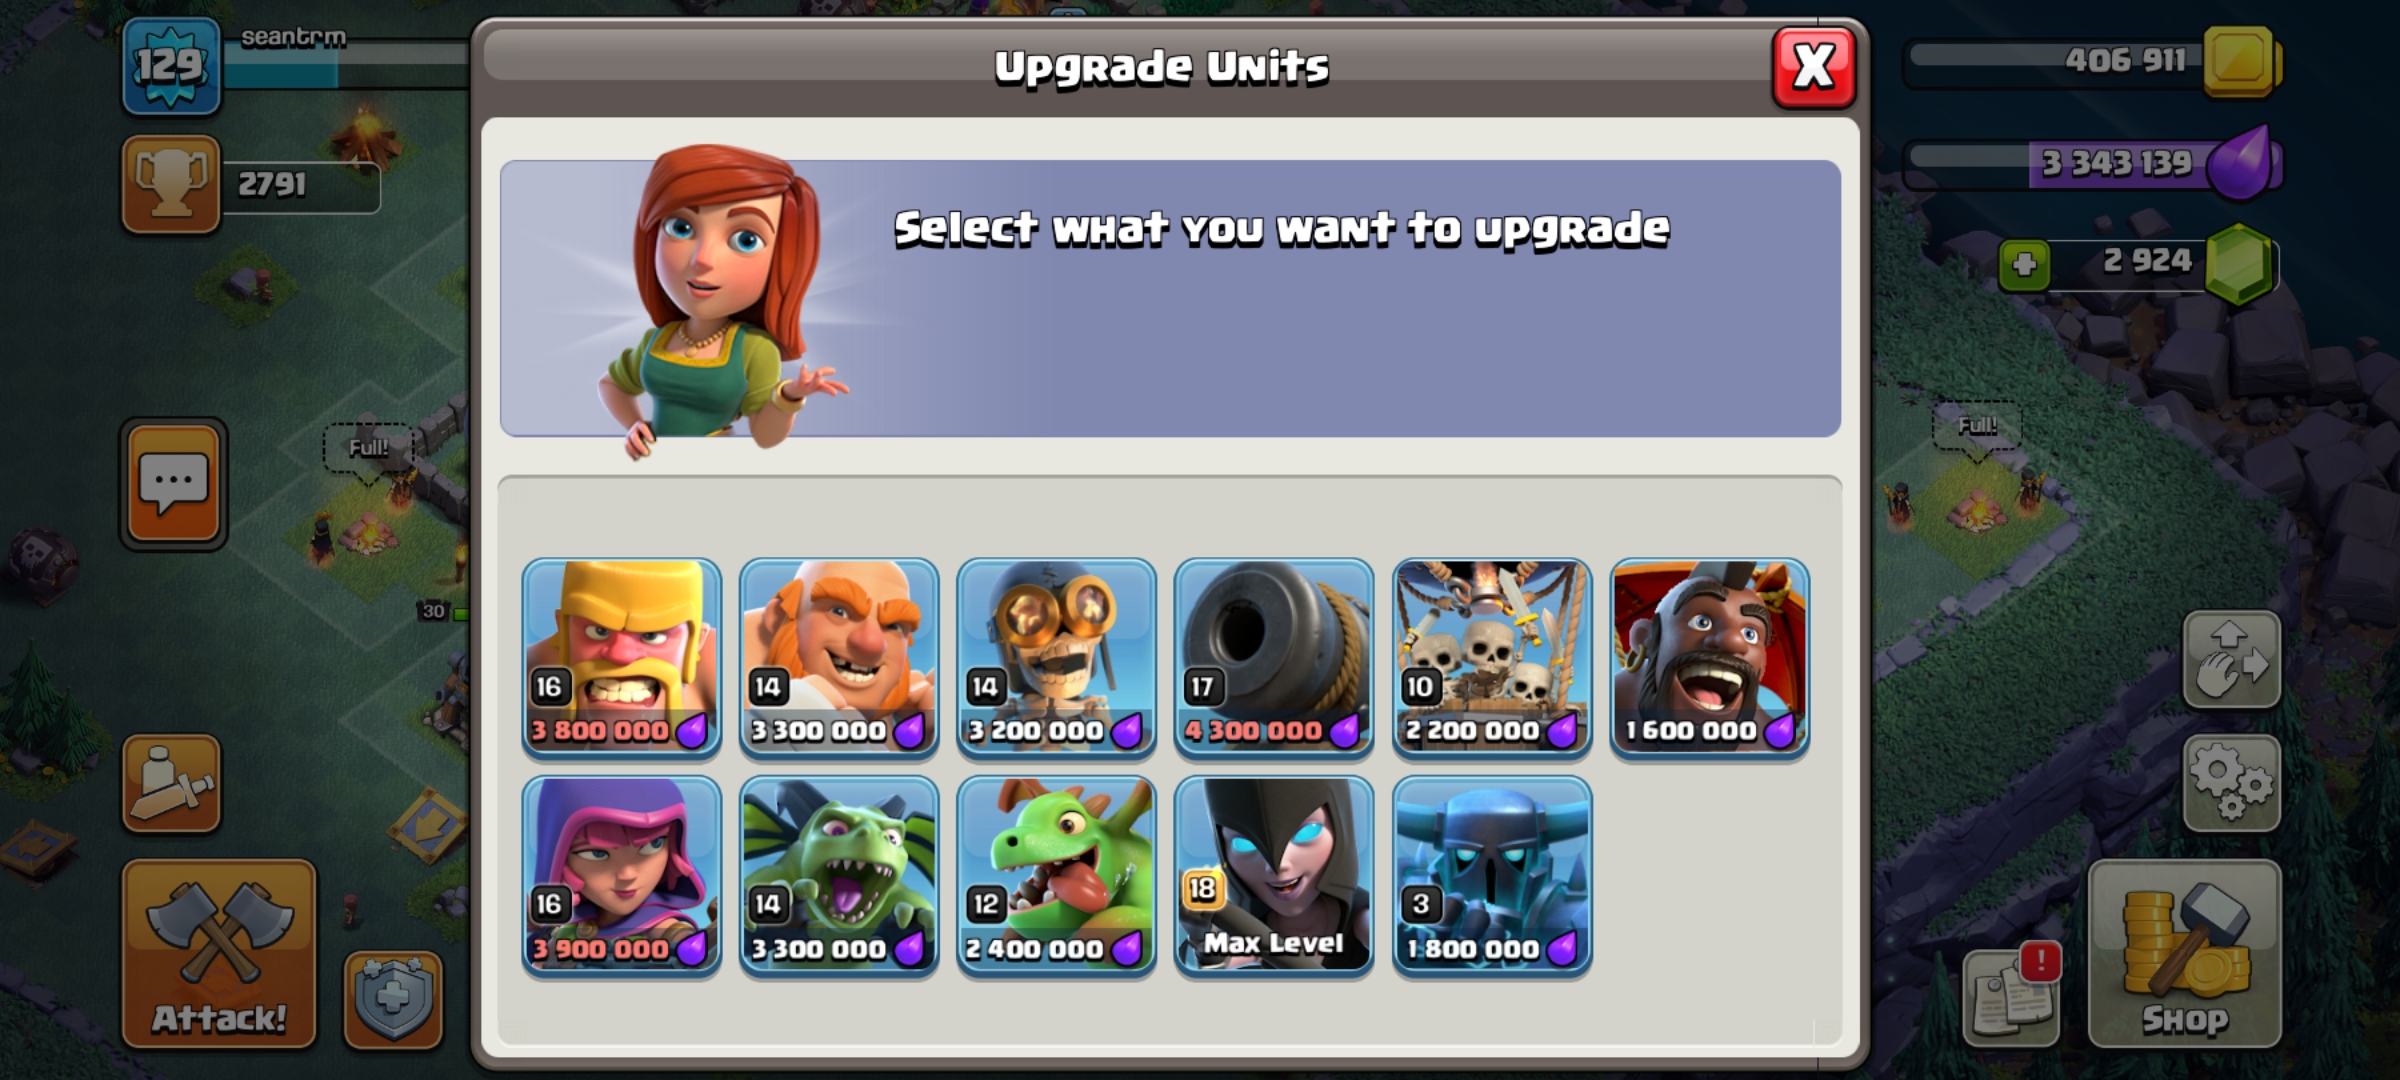 129
seantrm
2791
Upgrade Units
X
406 911
3 343 139
2 924
Select what you want to upgrade
Full!
Full!
30
16
3 800 000
14
3 300 000
14
3 200 000
17
4 300 000
10
2 200 000
1 600 000
16
3 900 000
14
3 300 000
12
2 400 000
18
Max Level
3
1 800 000
Attack!
!
Shop